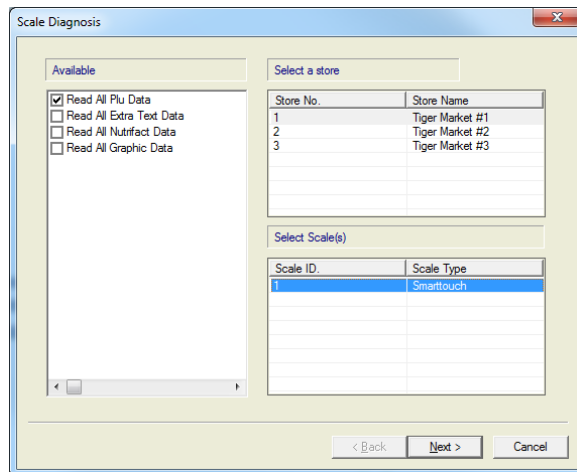 Scale Diagnosis
Available
Read All Plu Data
Read All Extra Text Data
Read All Nutrifact Data
Read All Graphic Data
Select a store
Store No. Store Name
1 Tiger Market #1
2 Tiger Market #2
3 Tiger Market #3
Select Scale(s)
Scale ID. Scale Type
1 Smarttouch
< Back Next > Cancel